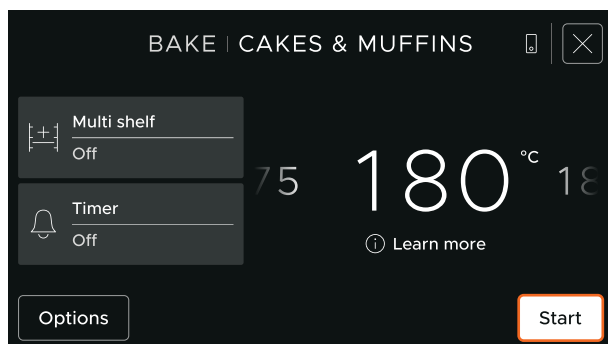 BAKE | CAKES & MUFFINS
Multi shelf
Off
Timer
Off
75
180 °C
18
Learn more
Options
Start